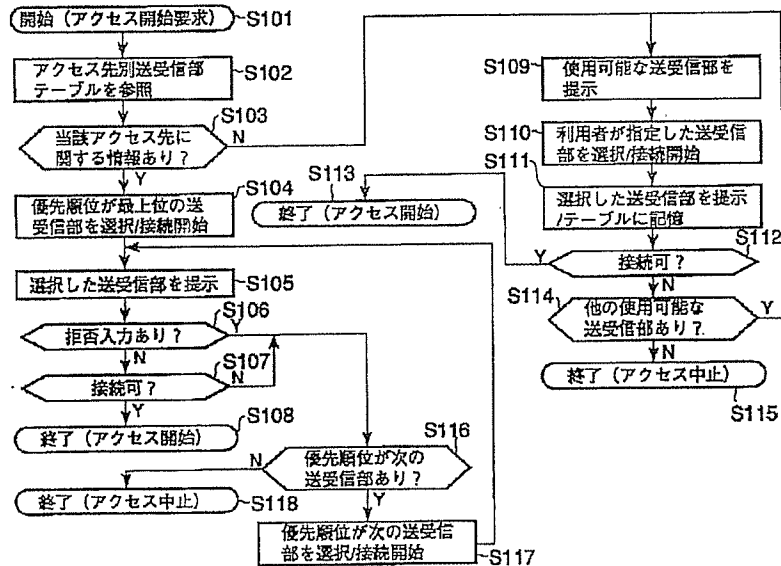 開始（アクセス開始要求）
S101
アクセス先別送受信部
テーブルを参照
S102
S103
当該アクセス先に
関する情報あり？
N
Y
S104
優先順位が最上位の送
受信部を選択/接続開始
選択した送受信部を提示
S105
S106
拒否入力あり？
Y
N
S107
接続可？
N
Y
S108
終了（アクセス開始）
S109
使用可能な送受信部を
提示
S110
利用者が指定した送受信
部を選択/接続開始
S111
選択した送受信部を提示
/テーブルに記憶
S112
接続可？
Y
N
S113
終了（アクセス開始）
S114
他の使用可能な
送受信部あり？
Y
N
終了（アクセス中止）
S115
S116
優先順位が次の
送受信部あり？
N
Y
終了（アクセス中止）
S118
優先順位が次の送受信
部を選択/接続開始
S117